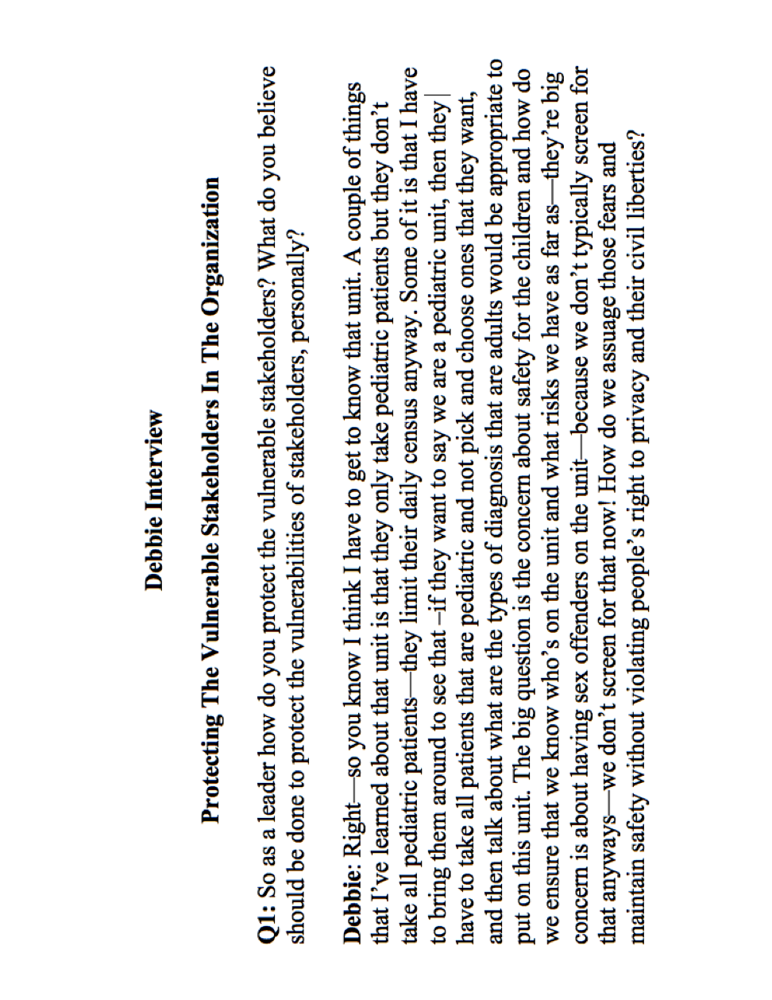 Debbie Interview
Protecting The Vulnerable Stakeholders In The Organization
Q1: So as a leader how do you protect the vulnerable stakeholders? What do you believe
should be done to protect the vulnerabilities of stakeholders, personally?
Debbie: Right—so you know I think I have to get to know that unit. A couple of things
that I've learned about that unit is that they only take pediatric patients but they don't
take all pediatric patients—they limit their daily census anyway. Some of it is that I have
to bring them around to see that –if they want to say we are a pediatric unit, then they
have to take all patients that are pediatric and not pick and choose ones that they want,
and then talk about what are the types of diagnosis that are adults would be appropriate to
put on this unit. The big question is the concern about safety for the children and how do
we ensure that we know who's on the unit and what risks we have as far as—they're big
concern is about having sex offenders on the unit—because we don't typically screen for
that anyways—we don't screen for that now! How do we assuage those fears and
maintain safety without violating people's right to privacy and their civil liberties?